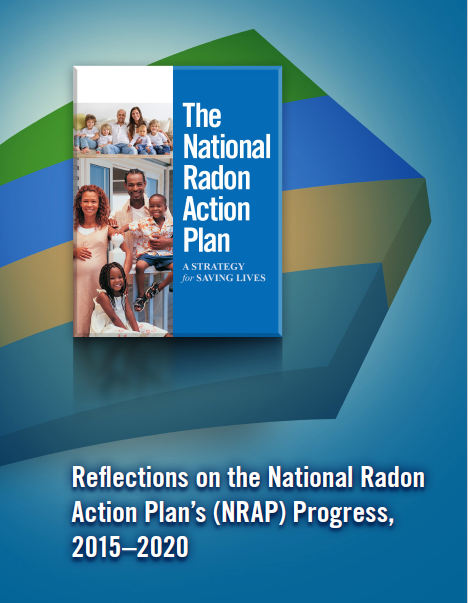 The
National
Radon
Action
Plan
A STRATEGY
for SAVING LIVES
Reflections on the National Radon
Action Plan's (NRAP) Progress,
2015–2020